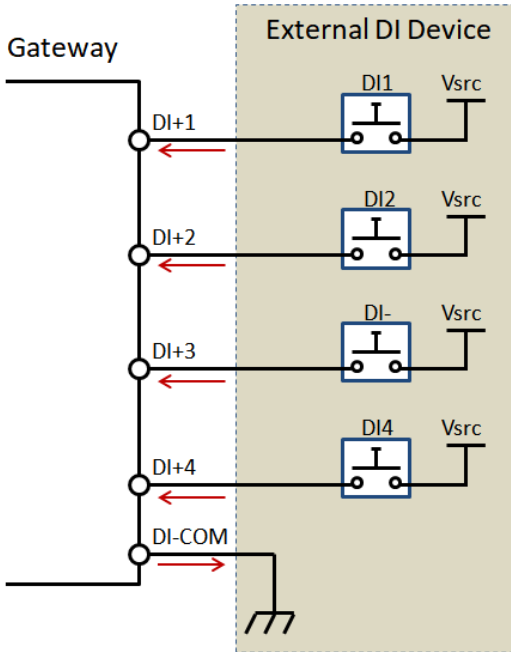 External DI Device
Gateway
DI1 Vsrc
DI+1
DI2 Vsrc
DI+2
DI- Vsrc
DI+3
DI4 Vsrc
DI+4
DI-COM